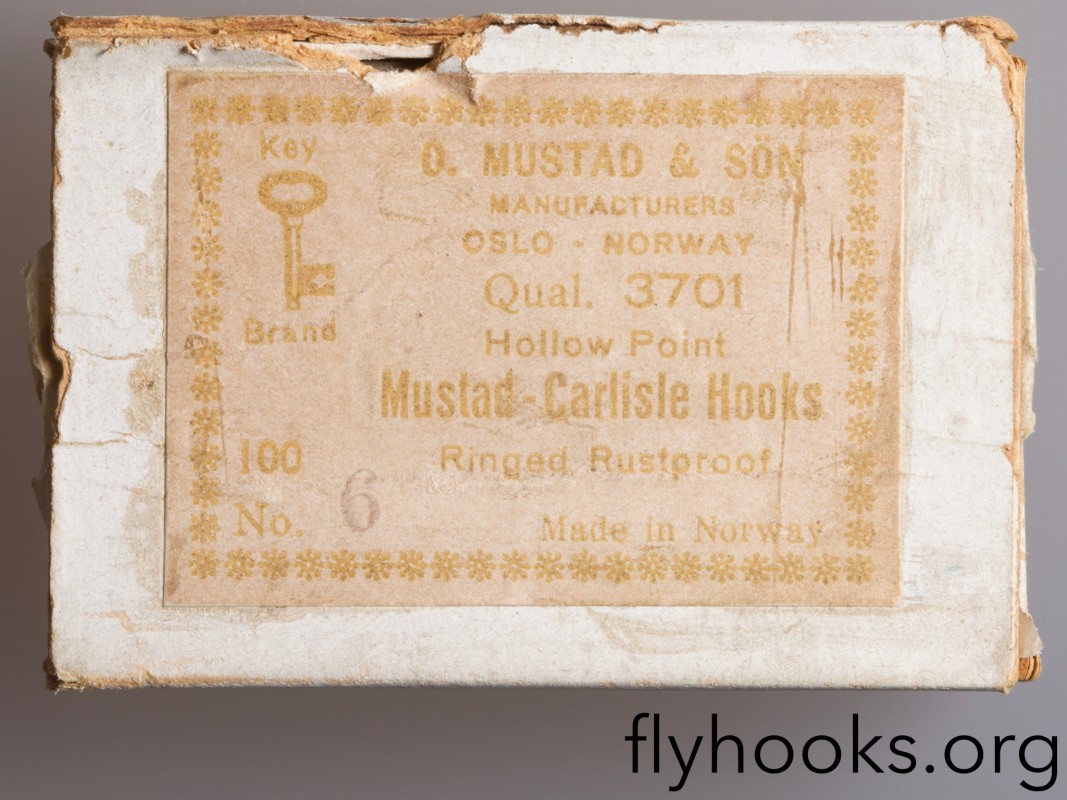 Key
Brand
O. MUSTAD & SÖN
MANUFACTURERS
OSLO - NORWAY
Qual. 3701
Hollow Point
Mustad-Carlisle Hooks
Ringed Rustproof
100
No. 6
Made in Norway
flyhooks.org